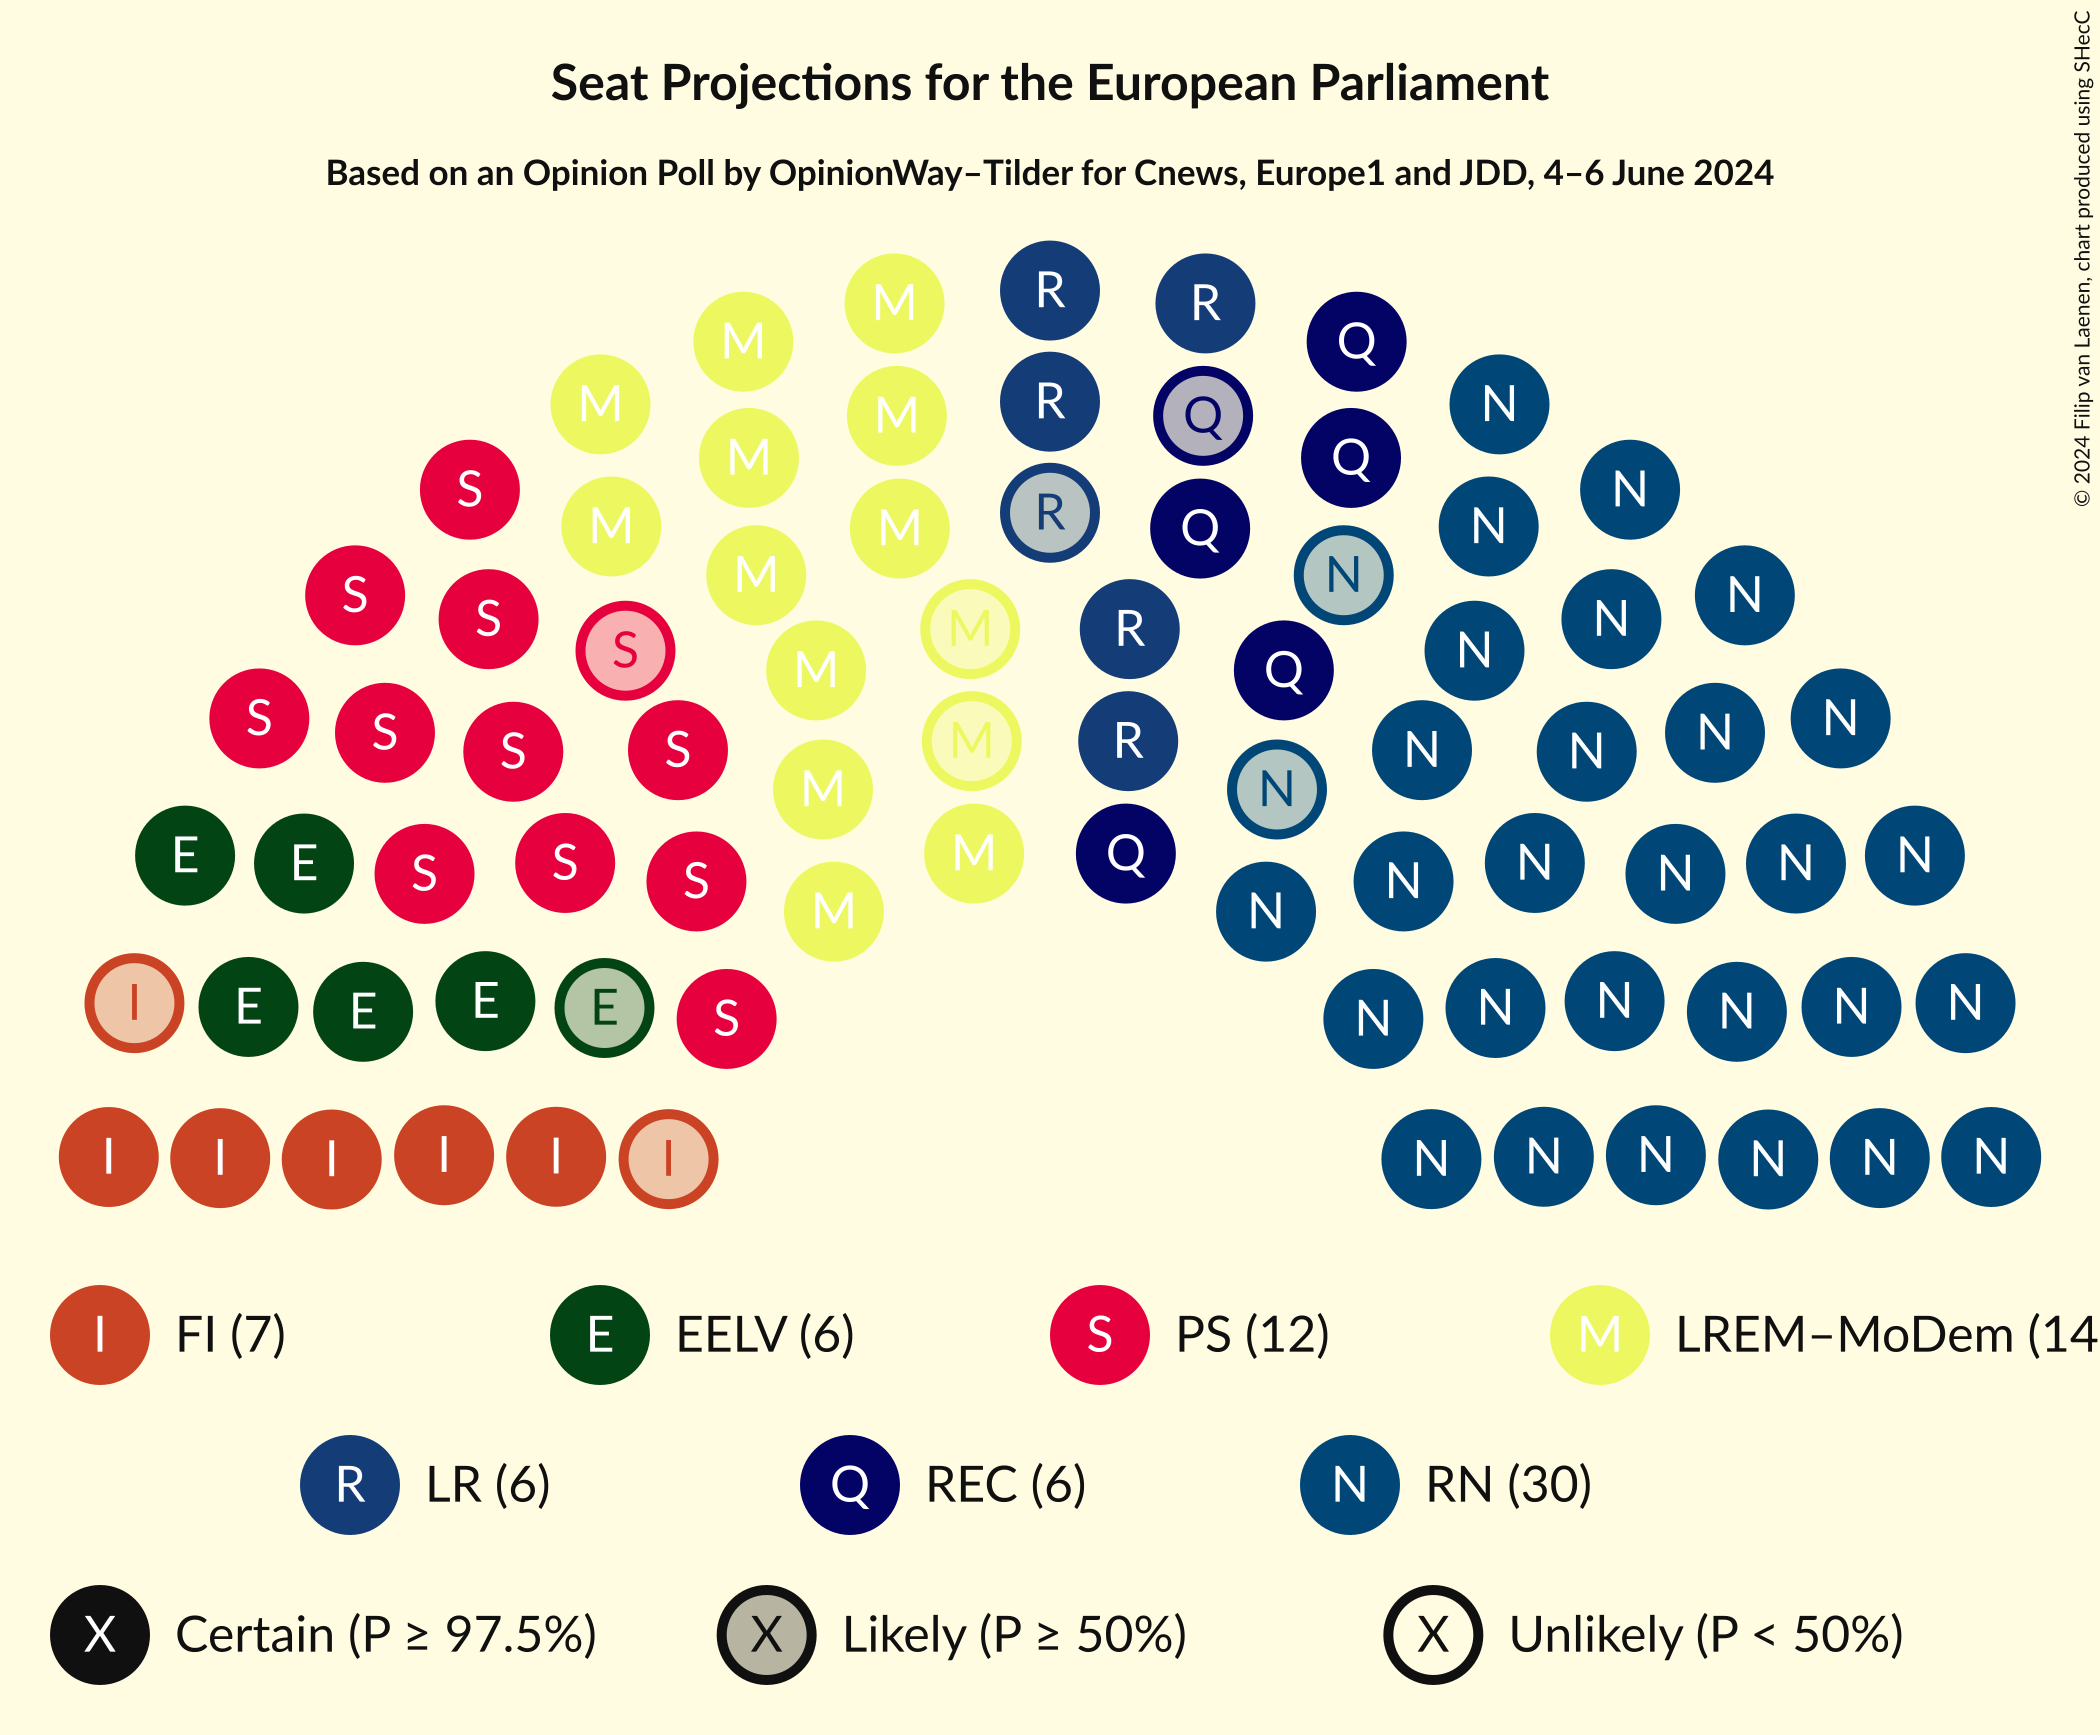 Seat Projections for the European Parliament
Based on an Opinion Poll by OpinionWay–Tilder for Cnews, Europe1 and JDD, 4–6 June 2024
© 2024 Filip van Laenen, chart produced using SHecC
R
M R
M Q
M R N
M Q
M M Q
S R N
M N
M Q
M N
S M N
S M R N
S N
M Q
S S S N N N
M R
M N
E E S S S M M Q N N N N N N
I E E E E S N N N N N N
I I I I I I N N N N N N
I FI (7) E EELV (6) S PS (12) M LREM–MoDem (14
R LR (6) Q REC (6) N RN (30)
X Certain (P ≥ 97.5%) X Likely (P ≥ 50%) X Unlikely (P < 50%)